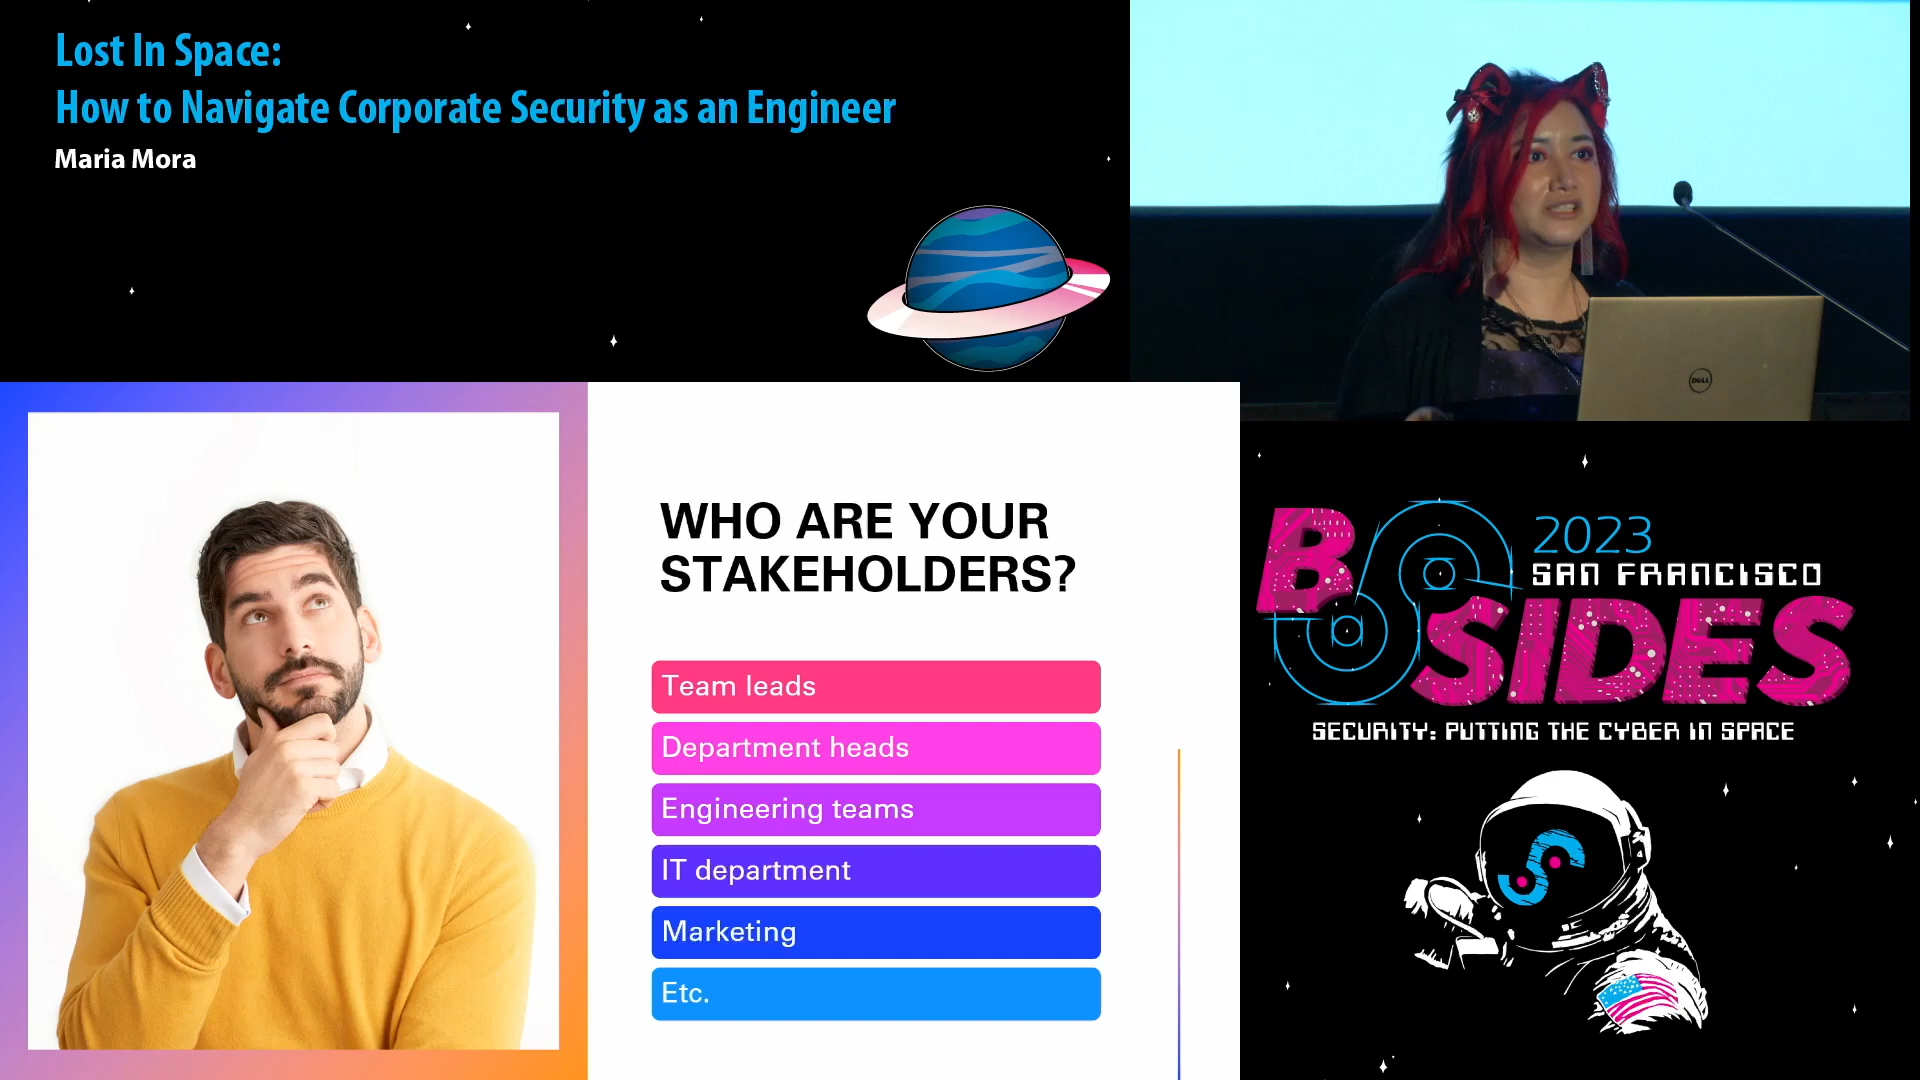 Lost In Space:
How to Navigate Corporate Security as an Engineer
Maria Mora
DELL
WHO ARE YOUR
STAKEHOLDERS?
Team leads
Department heads
Engineering teams
IT department
Marketing
Etc.
2023
SAN FRANCISCO
BSIDES
SECURITY: PUTTING THE CYBER IN SPACE